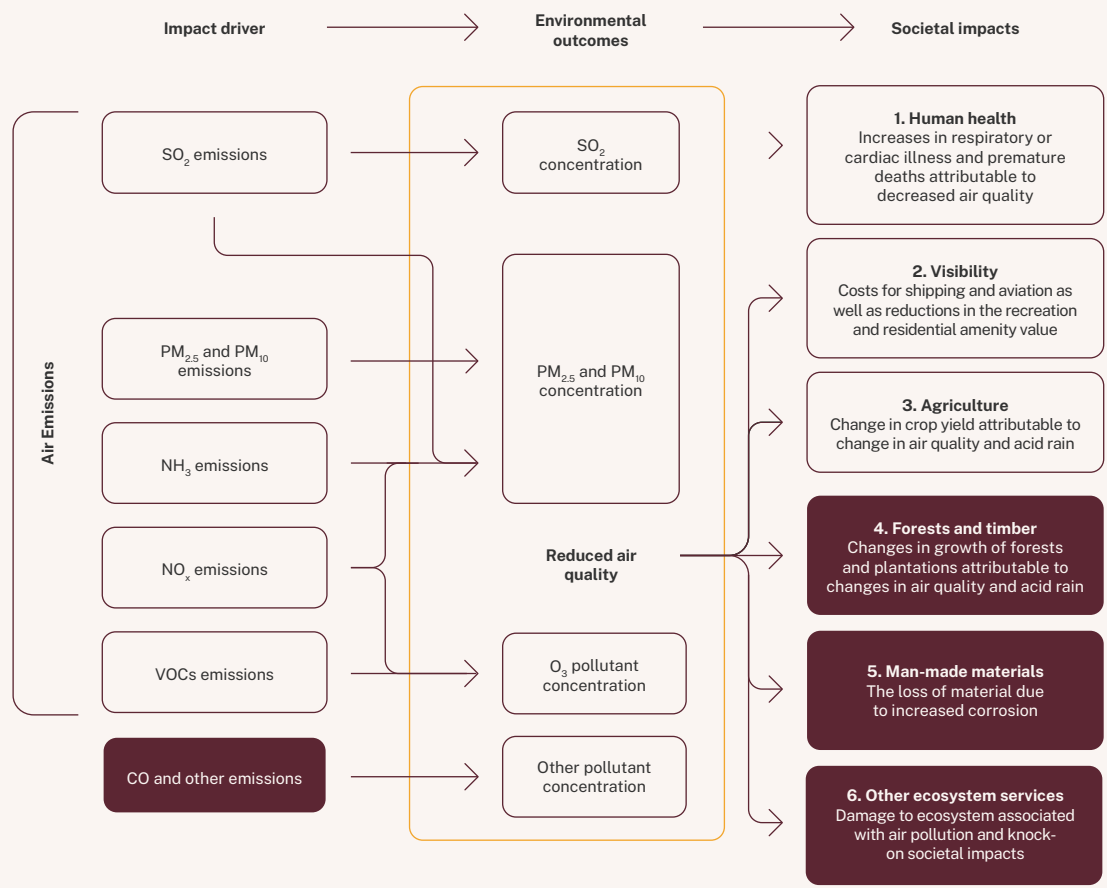 Impact driver
Environmental
outcomes
Societal impacts
Air Emissions
SO₂ emissions
PM₂.₅ and PM₁₀
emissions
NH₃ emissions
NOₓ emissions
VOCs emissions
CO and other emissions
SO₂
concentration
PM₂.₅ and PM₁₀
concentration
Reduced air
quality
O₃ pollutant
concentration
Other pollutant
concentration
1. Human health
Increases in respiratory or
cardiac illness and premature
deaths attributable to
decreased air quality
2. Visibility
Costs for shipping and aviation as
well as reductions in the recreation
and residential amenity value
3. Agriculture
Change in crop yield attributable to
change in air quality and acid rain
4. Forests and timber
Changes in growth of forests
and plantations attributable to
changes in air quality and acid rain
5. Man-made materials
The loss of material due
to increased corrosion
6. Other ecosystem services
Damage to ecosystem associated
with air pollution and knock-
on societal impacts